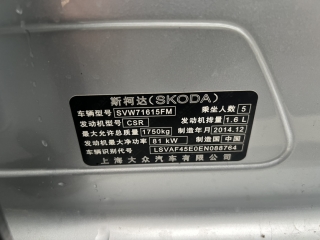 斯柯达(SKODA)
车辆型号 SVW71615FM 乘坐人数 5
发动机型号 CSR 发动机排量 1.6 L
最大允许总质量 1750kg 制造年月 2014.12
发动机最大净功率 81 kW 制造国 中国
车辆识别代号 LSVAF45E0EN088764
上海大众汽车有限公司